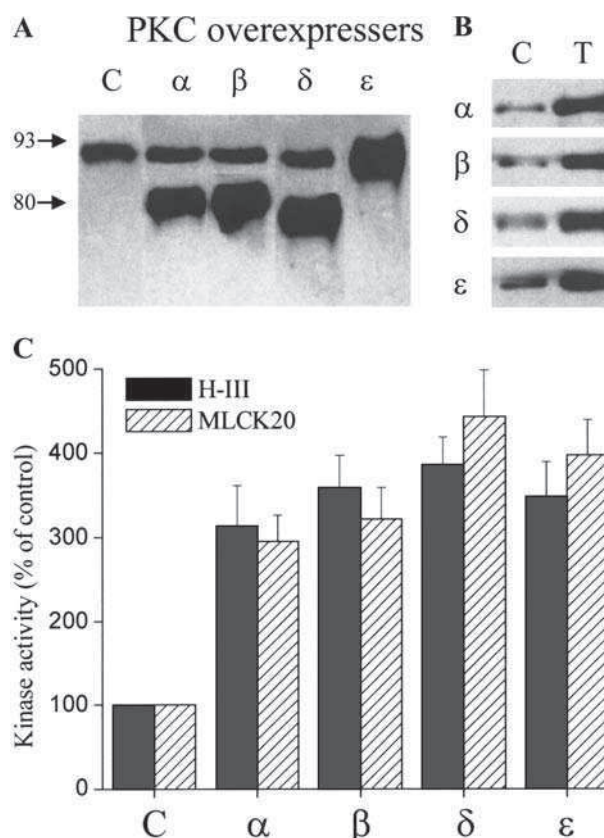 A PKC overexpressers B
C α β δ ε
C T
93
80
α
β
δ
ε
C
500
400
300
200
100
0
Kinase activity (% of control)
H-III
MLCK20
C α β δ ε